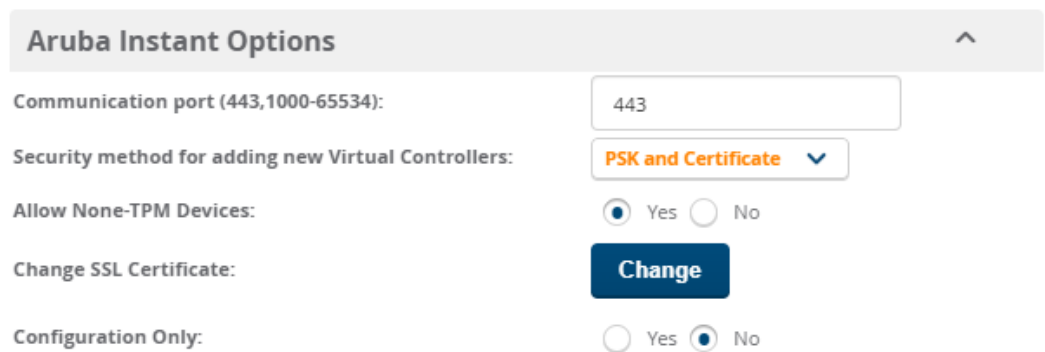 Aruba Instant Options
Communication port (443,1000-65534): 443
Security method for adding new Virtual Controllers: PSK and Certificate
Allow None-TPM Devices: Yes No
Change SSL Certificate: Change
Configuration Only: Yes No